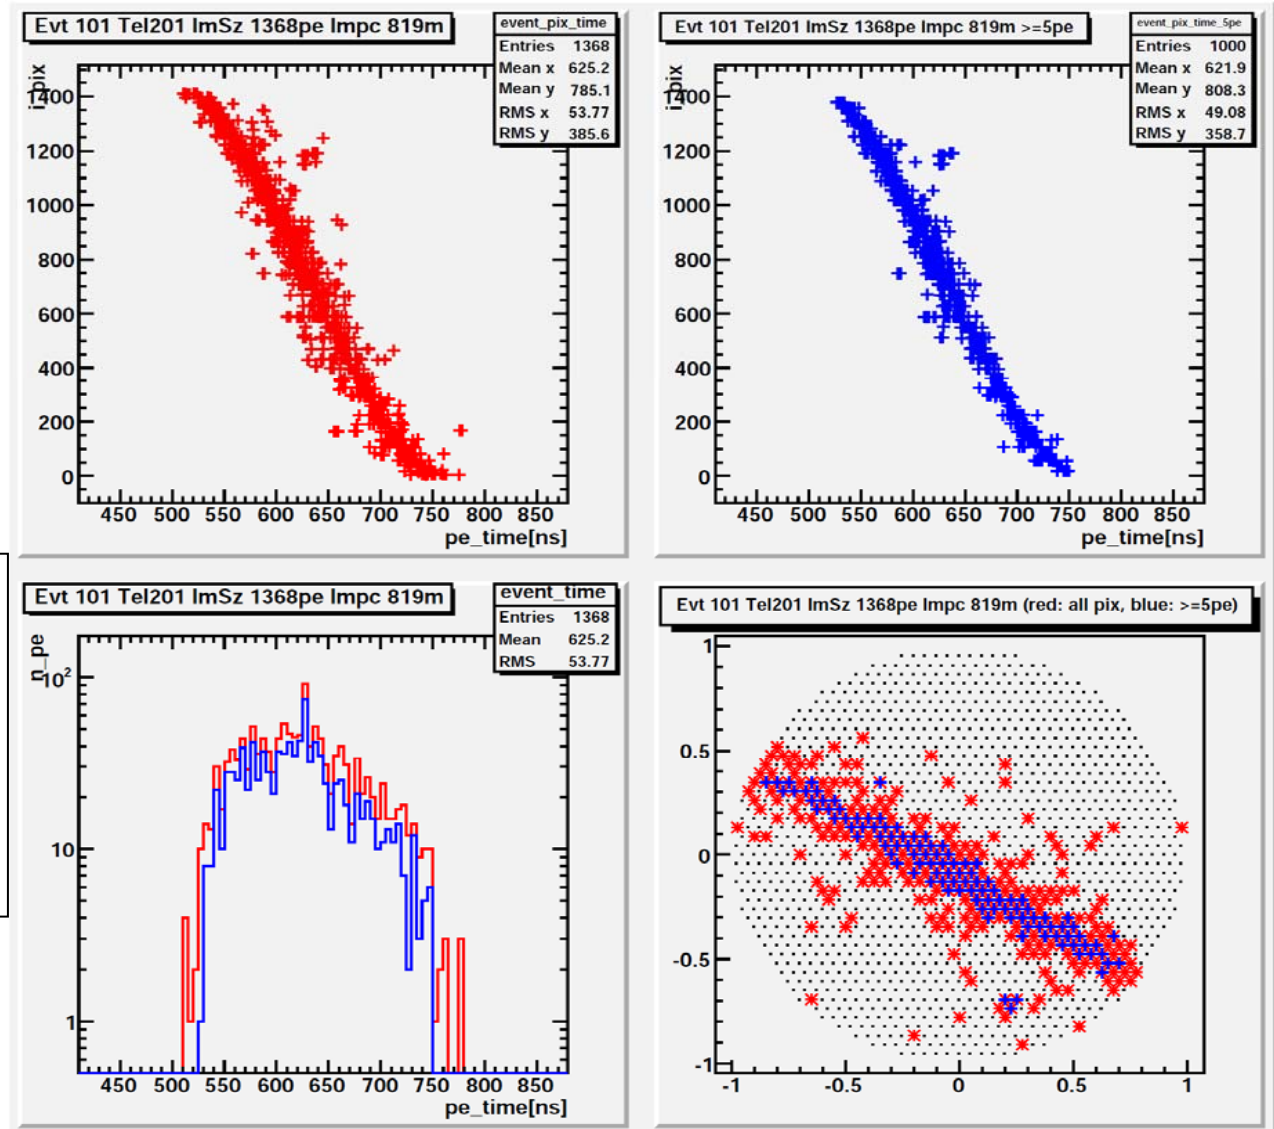 Evt 101 Tel201 ImSz 1368pe Impc 819m
event_pix_time
Entries 1368
Mean x 625.2
Mean y 785.1
RMS x 53.77
RMS y 385.6
i_pix
1400
1200
1000
800
600
400
200
0
450 500 550 600 650 700 750 800 850
pe_time[ns]
Evt 101 Tel201 ImSz 1368pe Impc 819m >=5pe
event_pix_time_5pe
Entries 1000
Mean x 621.9
Mean y 808.3
RMS x 49.08
RMS y 358.7
i_pix
1400
1200
1000
800
600
400
200
0
450 500 550 600 650 700 750 800 850
pe_time[ns]
Evt 101 Tel201 ImSz 1368pe Impc 819m
event_time
Entries 1368
Mean 625.2
RMS 53.77
n_pe
10²
10
1
450 500 550 600 650 700 750 800 850
pe_time[ns]
Evt 101 Tel201 ImSz 1368pe Impc 819m (red: all pix, blue: >=5pe)
1
0.5
0
-0.5
-1
-1 -0.5 0 0.5 1